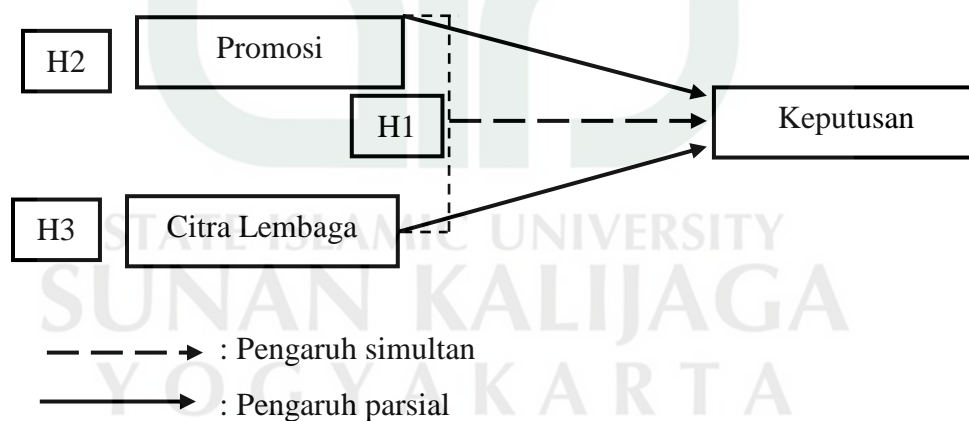 Promosi
H2
H1
Keputusan
H3
Citra Lembaga
STATE ISLAMIC UNIVERSITY
SUNAN KALIJAGA
YOGYAKARTA
: Pengaruh simultan
: Pengaruh parsial